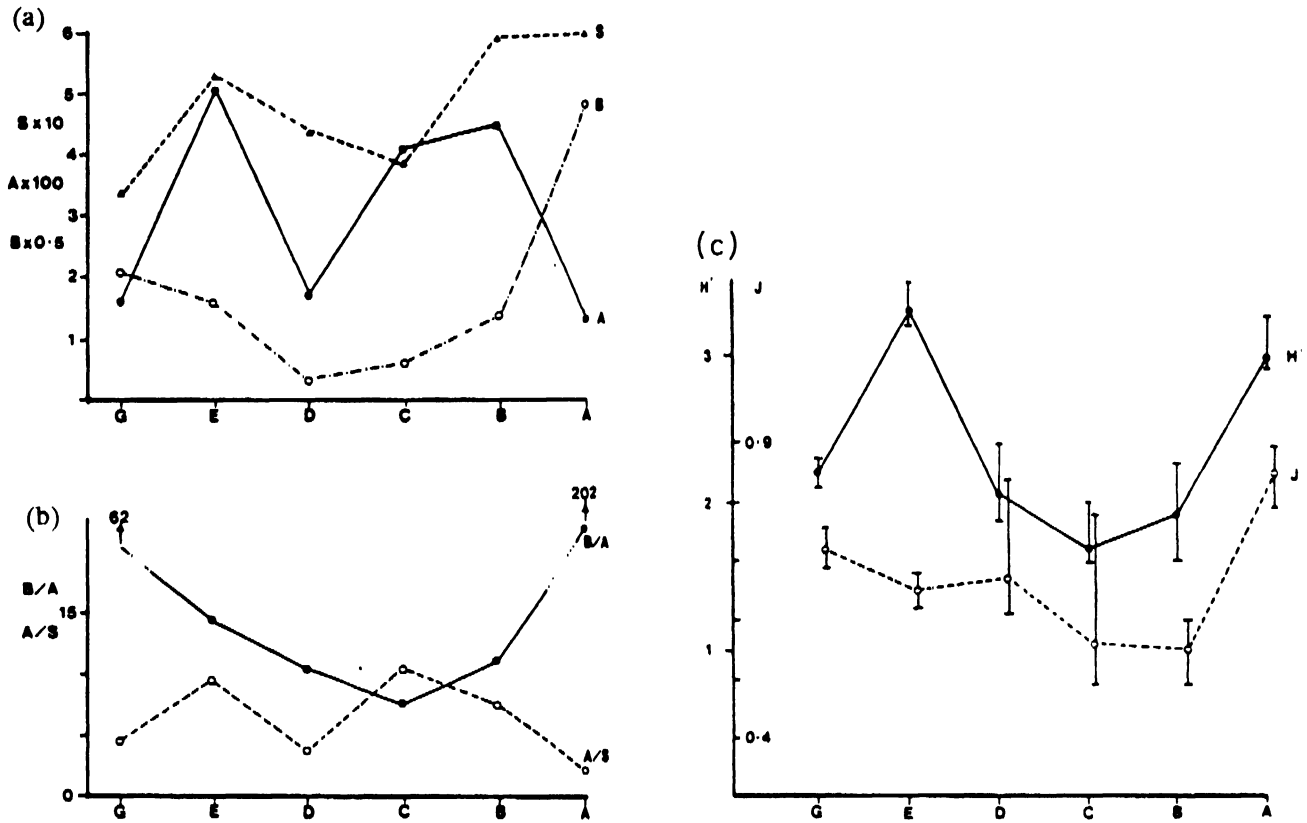 (a)
6
5
4
3
2
1
S x 10
A x 100
B x 0·5
S
B
A
G E D C B A
(b)
62
202
B/A
A/S
15
0
B/A
A/S
G E D C B A
(c)
H' J
3
0·9
2
1
0·4
H'
J
G E D C B A